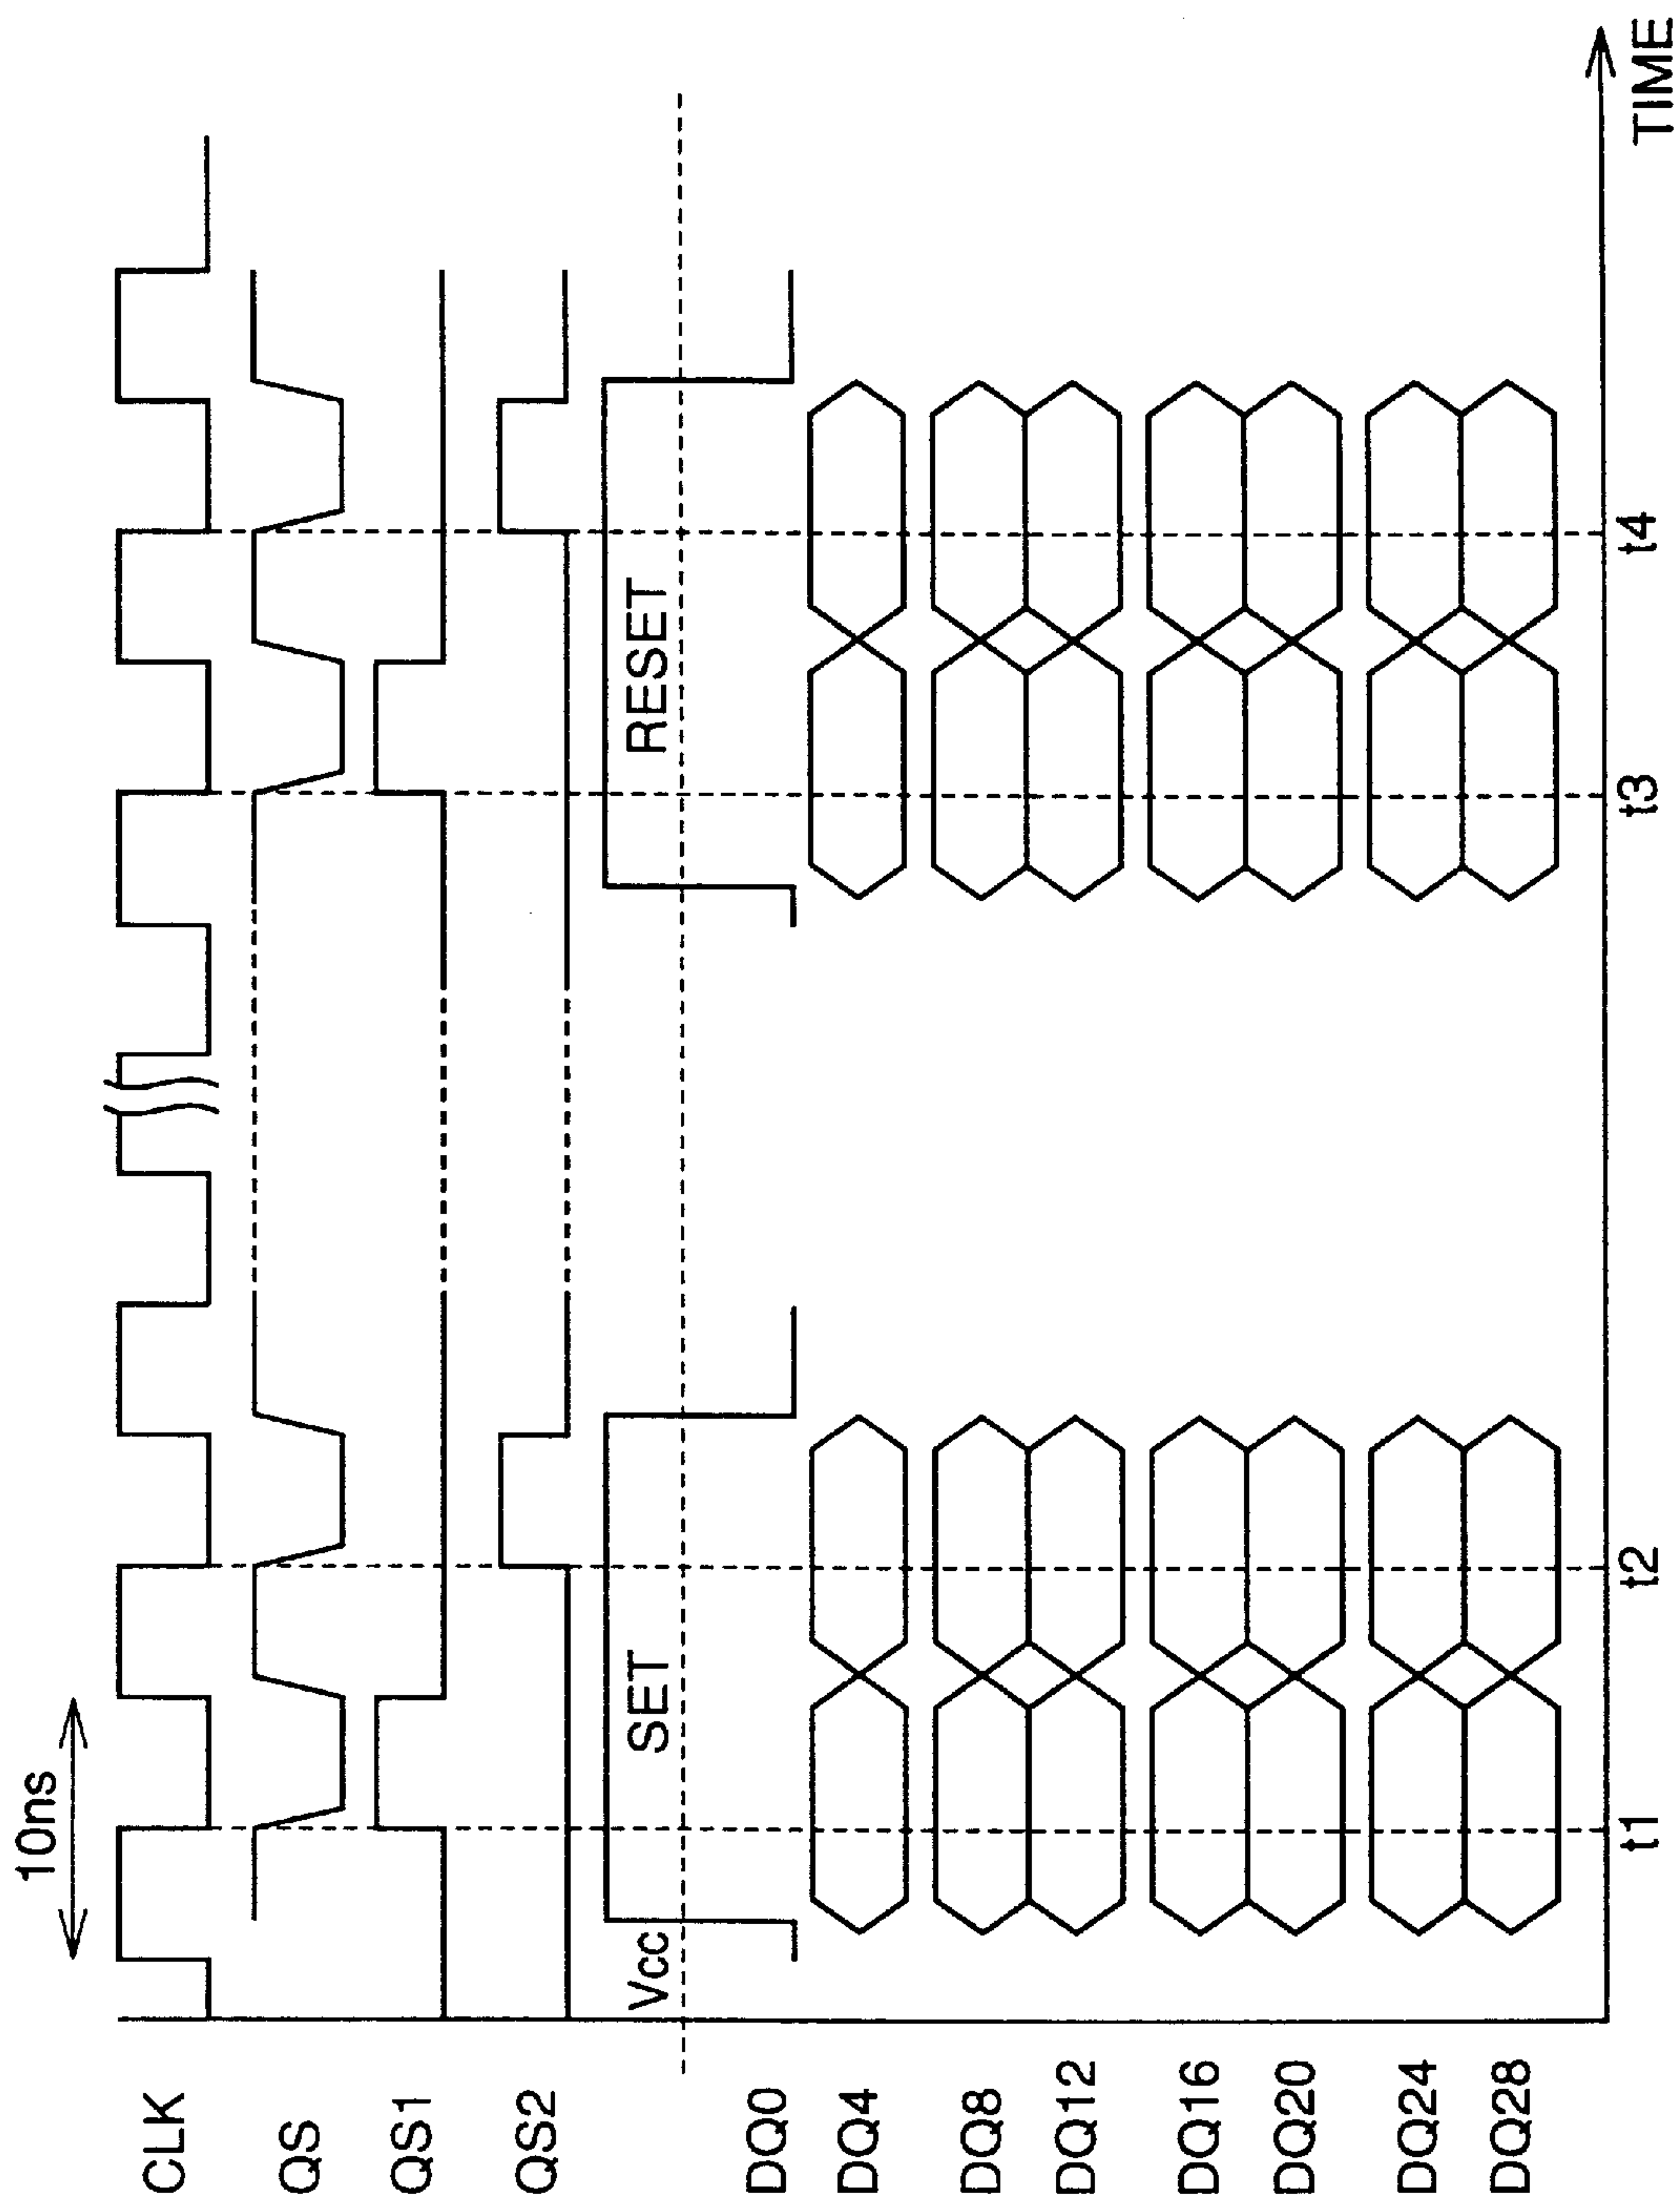 10ns
CLK
QS
QS1
QS2
Vcc
SET
RESET
DQ0
DQ4
DQ8
DQ12
DQ16
DQ20
DQ24
DQ28
t1
t2
t3
t4
TIME